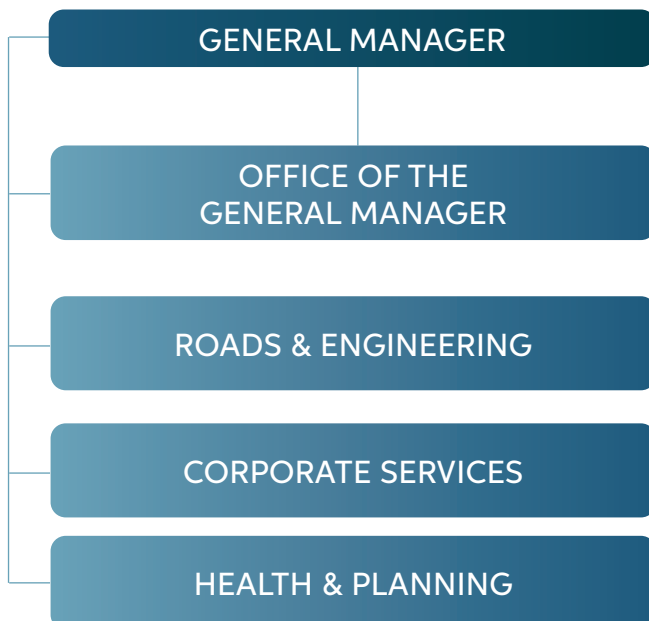 GENERAL MANAGER
OFFICE OF THE
GENERAL MANAGER
ROADS & ENGINEERING
CORPORATE SERVICES
HEALTH & PLANNING